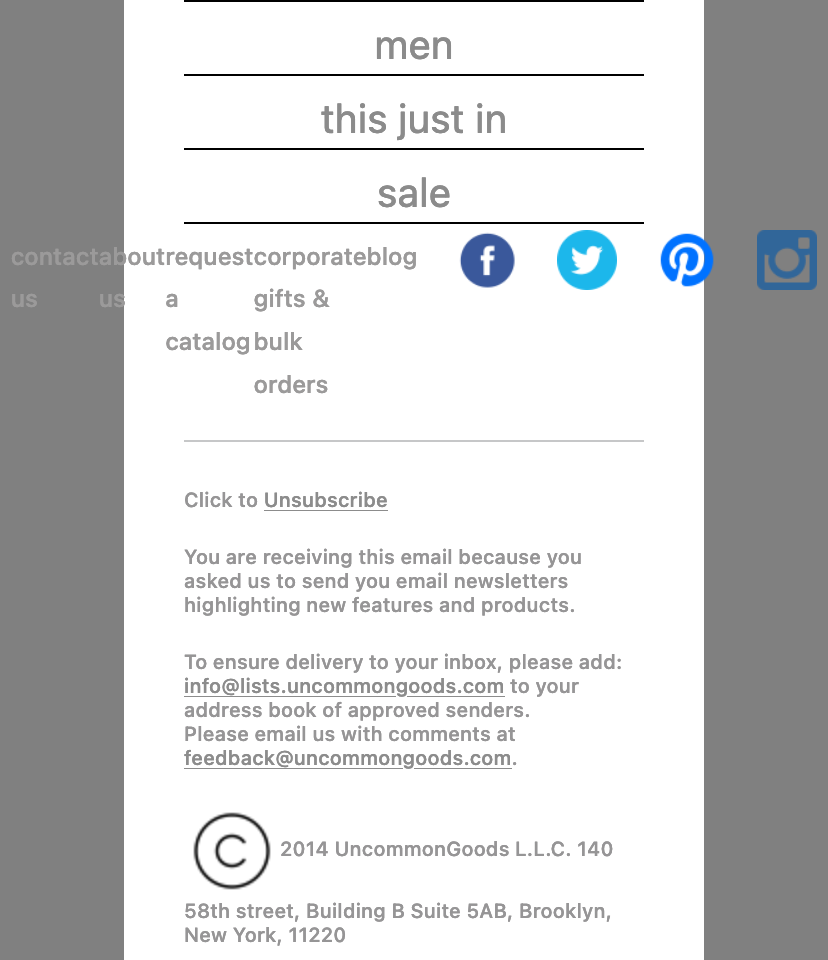 men
this just in
sale
contact about request corporate blog
us us a gifts &
catalog bulk
orders
Click to Unsubscribe
You are receiving this email because you
asked us to send you email newsletters
highlighting new features and products.
To ensure delivery to your inbox, please add:
info@lists.uncommongoods.com to your
address book of approved senders.
Please email us with comments at
feedback@uncommongoods.com.
© 2014 UncommonGoods L.L.C. 140
58th street, Building B Suite 5AB, Brooklyn,
New York, 11220